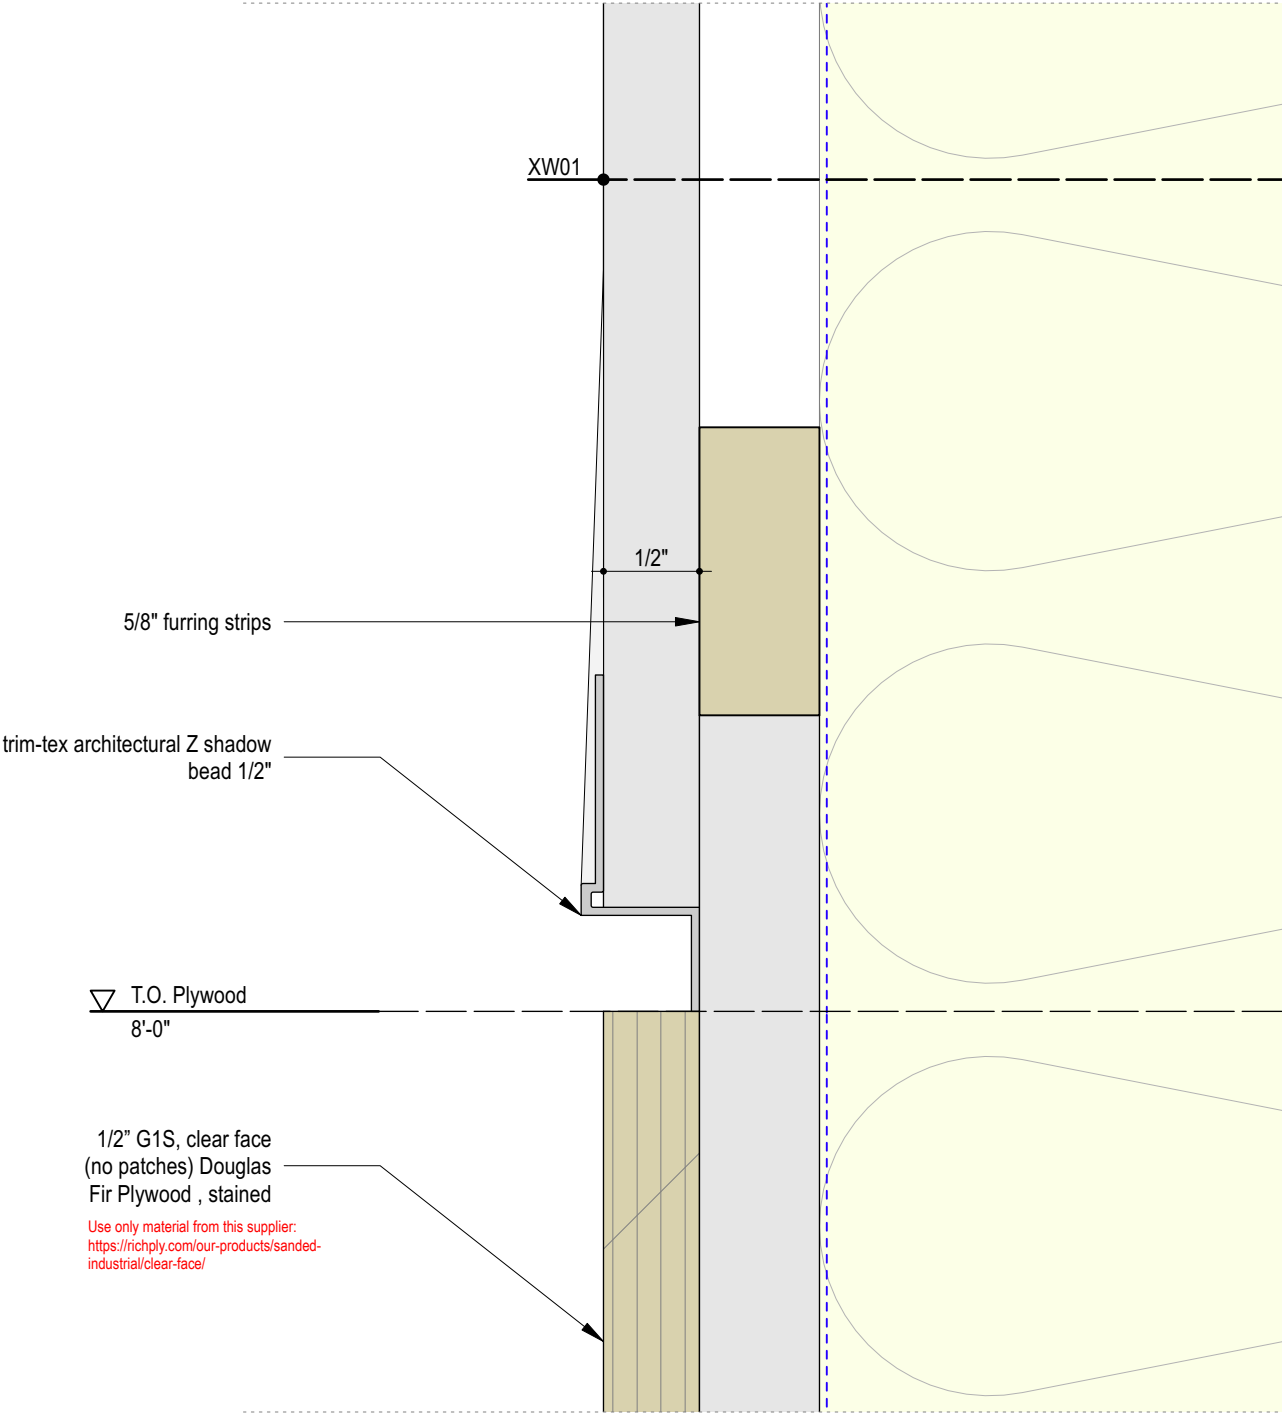 XW01
1/2"
5/8" furring strips
trim-tex architectural Z shadow
bead 1/2"
T.O. Plywood
8'-0"
1/2” G1S, clear face
(no patches) Douglas
Fir Plywood , stained
Use only material from this supplier:
https://richply.com/our-products/sanded-
industrial/clear-face/